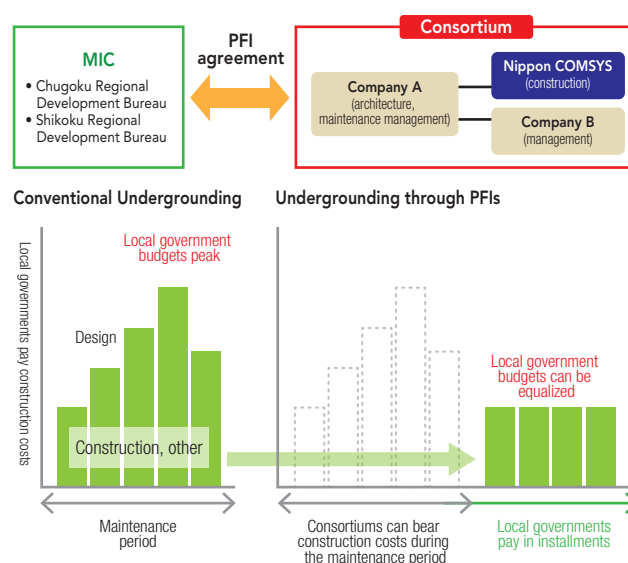 PFI
agreement
Consortium
MIC
• Chugoku Regional
Development Bureau
• Shikoku Regional
Development Bureau
Company A
(architecture,
maintenance management)
Nippon COMSYS
(construction)
Company B
(management)
Conventional Undergrounding
Undergrounding through PFIs
Local governments pay construction costs
Local government
budgets peak
Design
Construction, other
Local government
budgets can be
equalized
Maintenance
period
Consortiums can bear
construction costs during
the maintenance period
Local governments
pay in installments